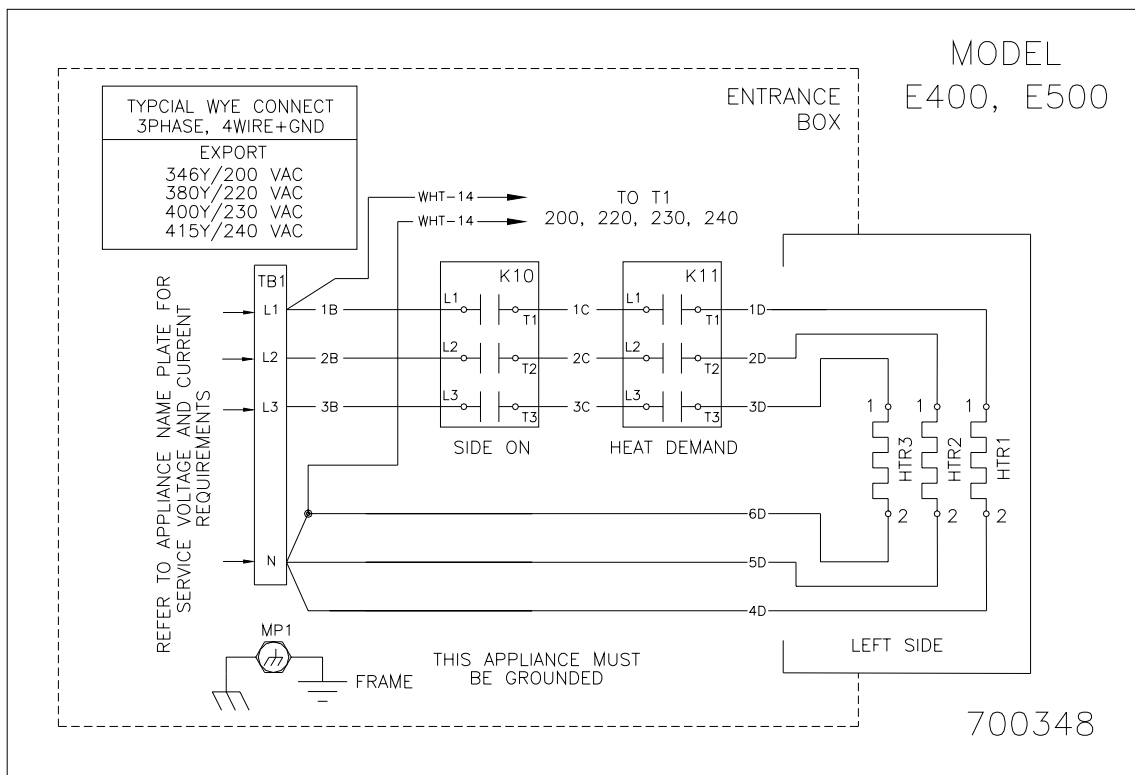 MODEL
E400, E500
ENTRANCE
BOX
TYPCIAL WYE CONNECT
3PHASE, 4WIRE+GND
EXPORT
346Y/200 VAC
380Y/220 VAC
400Y/230 VAC
415Y/240 VAC
WHT-14
WHT-14
TO T1
200, 220, 230, 240
REFER TO APPLIANCE NAME PLATE FOR
SERVICE VOLTAGE AND CURRENT
REQUIREMENTS
TB1
K10
K11
L1
1B
L1
T1
1C
L1
T1
1D
L2
2B
L2
T2
2C
L2
T2
2D
L3
3B
L3
T3
3C
L3
T3
3D
SIDE ON
HEAT DEMAND
1
1
1
HTR3
HTR2
HTR1
2
2
2
6D
N
5D
4D
MP1
FRAME
THIS APPLIANCE MUST
BE GROUNDED
LEFT SIDE
700348